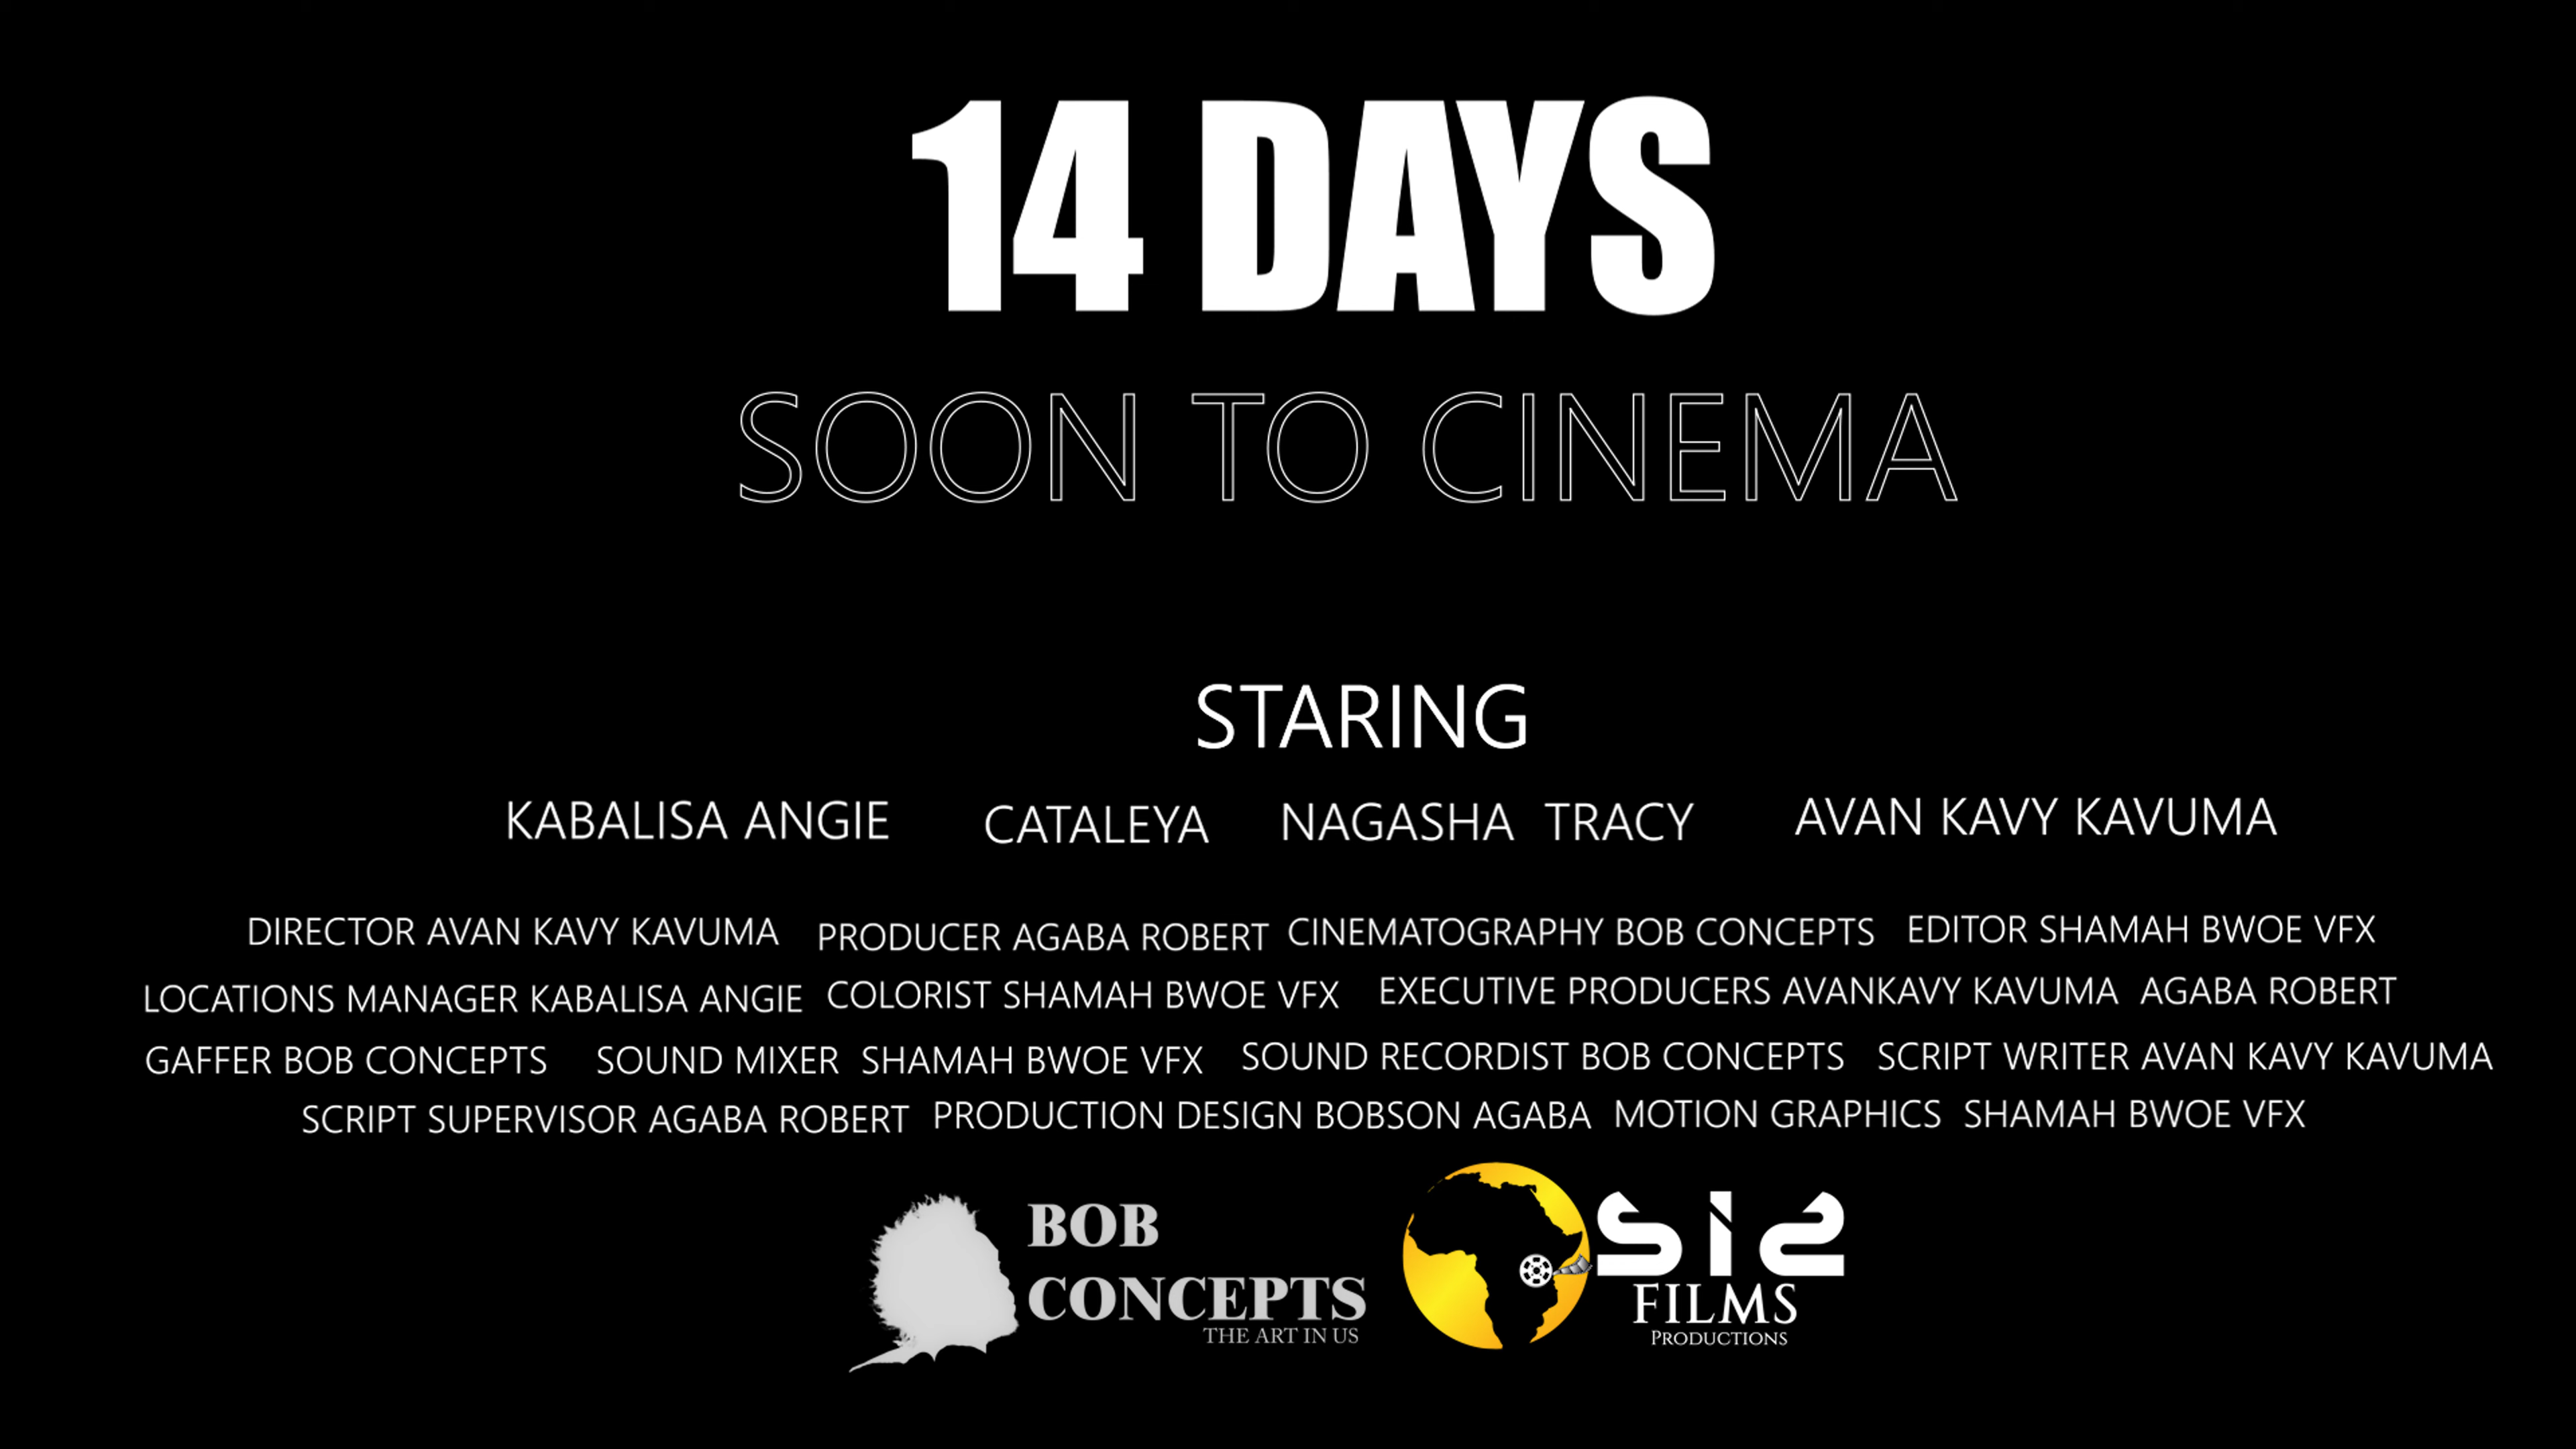 14 DAYS
SOON TO CINEMA
STARING
KABALISA ANGIE CATALEYA NAGASHA TRACY AVAN KAVY KAVUMA
DIRECTOR AVAN KAVY KAVUMA PRODUCER AGABA ROBERT CINEMATOGRAPHY BOB CONCEPTS EDITOR SHAMAH BWOE VFX
LOCATIONS MANAGER KABALISA ANGIE COLORIST SHAMAH BWOE VFX EXECUTIVE PRODUCERS AVANKAVY KAVUMA AGABA ROBERT
GAFFER BOB CONCEPTS SOUND MIXER SHAMAH BWOE VFX SOUND RECORDIST BOB CONCEPTS SCRIPT WRITER AVAN KAVY KAVUMA
SCRIPT SUPERVISOR AGABA ROBERT PRODUCTION DESIGN BOBSON AGABA MOTION GRAPHICS SHAMAH BWOE VFX
BOB
CONCEPTS
THE ART IN US
FILMS
PRODUCTIONS